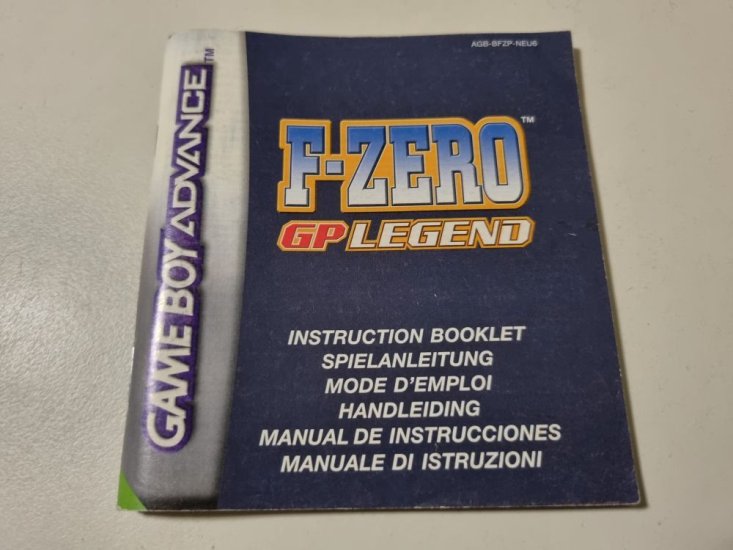 AGB-BFZP-NEU6
GAME BOY ADVANCE™
F-ZERO™
GP LEGEND
INSTRUCTION BOOKLET
SPIELANLEITUNG
MODE D'EMPLOI
HANDLEIDING
MANUAL DE INSTRUCCIONES
MANUALE DI ISTRUZIONI